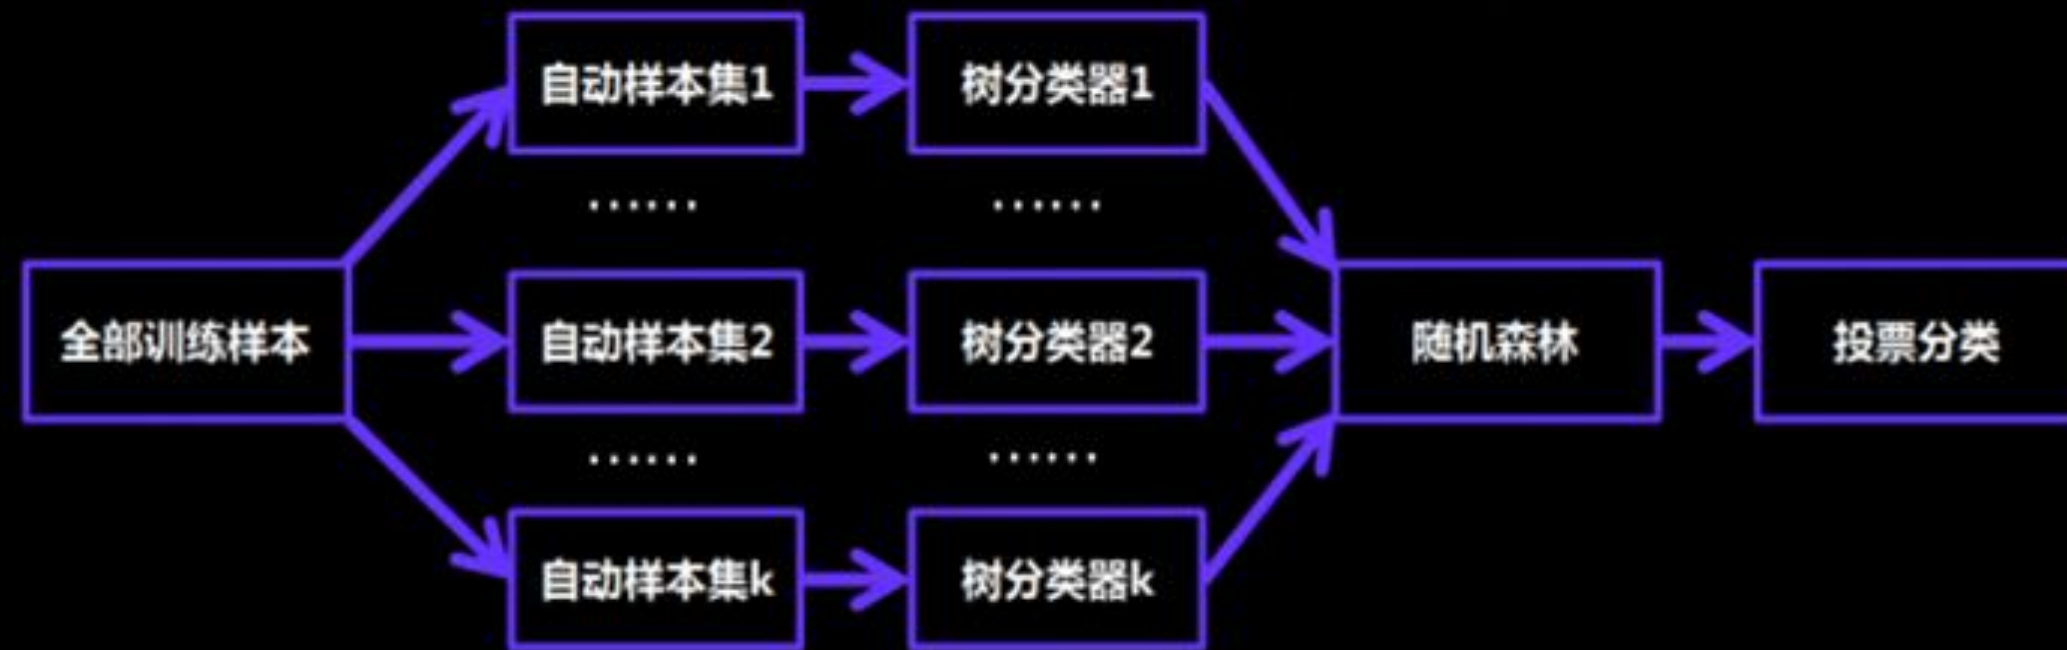 自动样本集1
树分类器1
……
……
全部训练样本
自动样本集2
树分类器2
随机森林
投票分类
……
……
自动样本集k
树分类器k